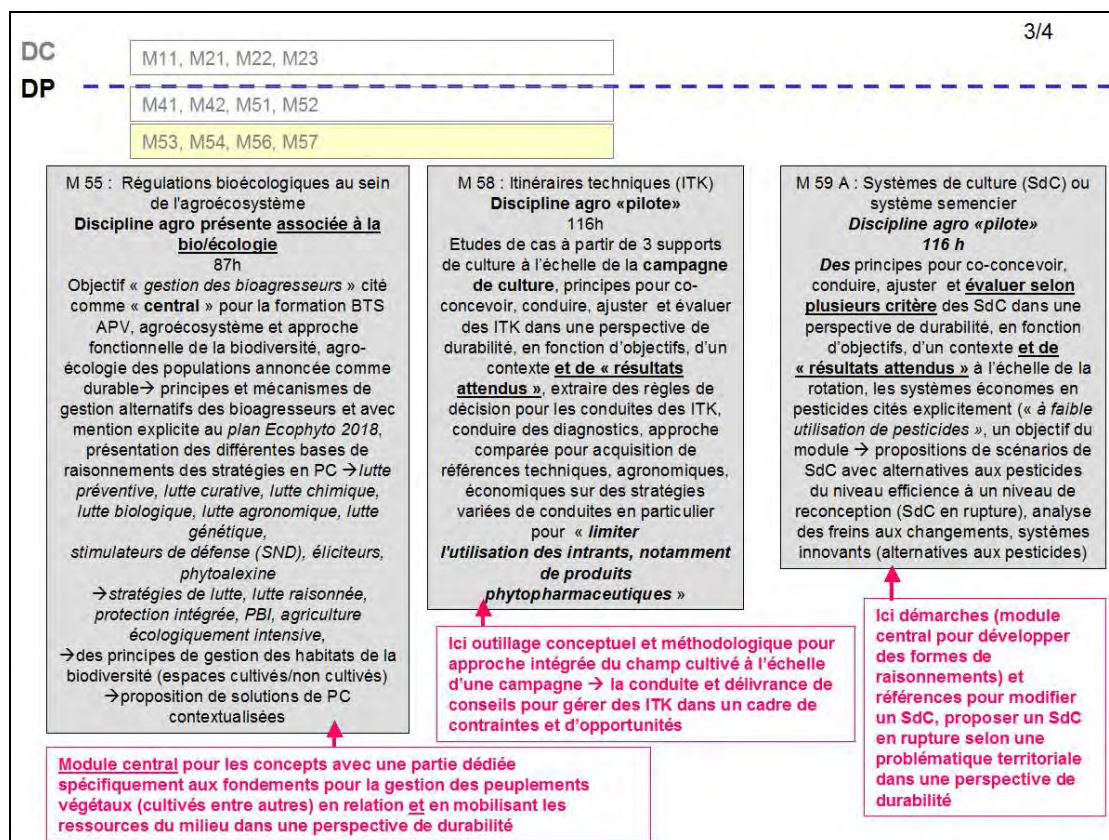 3/4
DC
M11, M21, M22, M23
DP
M41, M42, M51, M52
M53, M54, M56, M57
M 55 : Régulations bioécologiques au sein
de l'agroécosystème
Discipline agro présente associée à la
bio/écologie
87h
Objectif « gestion des bioagresseurs » cité
comme « central » pour la formation BTS
APV, agroécosystème et approche
fonctionnelle de la biodiversité, agro-
écologie des populations annoncée comme
durable→ principes et mécanismes de
gestion alternatifs des bioagresseurs et avec
mention explicite au plan Ecophyto 2018,
présentation des différentes bases de
raisonnements des stratégies en PC →lutte
préventive, lutte curative, lutte chimique,
lutte biologique, lutte agronomique, lutte
génétique,
stimulateurs de défense (SND), éliciteurs,
phytoalexine
→stratégies de lutte, lutte raisonnée,
protection intégrée, PBI, agriculture
écologiquement intensive,
→des principes de gestion des habitats de la
biodiversité (espaces cultivés/non cultivés)
→proposition de solutions de PC
contextualisées
M 58 : Itinéraires techniques (ITK)
Discipline agro «pilote»
116h
Etudes de cas à partir de 3 supports
de culture à l'échelle de la campagne
de culture, principes pour co-
concevoir, conduire, ajuster et évaluer
des ITK dans une perspective de
durabilité, en fonction d'objectifs, d'un
contexte et de « résultats
attendus », extraire des règles de
décision pour les conduites des ITK,
conduire des diagnostics, approche
comparée pour acquisition de
références techniques, agronomiques,
économiques sur des stratégies
variées de conduites en particulier
pour « limiter
l'utilisation des intrants, notamment
de produits
phytopharmaceutiques »
M 59 A : Systèmes de culture (SdC) ou
système semencier
Discipline agro «pilote»
116 h
Des principes pour co-concevoir,
conduire, ajuster et évaluer selon
plusieurs critère des SdC dans une
perspective de durabilité, en fonction
d'objectifs, d'un contexte et de
« résultats attendus » à l'échelle de la
rotation, les systèmes économes en
pesticides cités explicitement (« à faible
utilisation de pesticides », un objectif du
module → propositions de scénarios de
SdC avec alternatives aux pesticides
du niveau efficience à un niveau de
reconception (SdC en rupture), analyse
des freins aux changements, systèmes
innovants (alternatives aux pesticides)
Ici outillage conceptuel et méthodologique pour
approche intégrée du champ cultivé à l'échelle
d'une campagne → la conduite et délivrance de
conseils pour gérer des ITK dans un cadre de
contraintes et d'opportunités
Ici démarches (module
central pour développer
des formes de
raisonnements) et
références pour modifier
un SdC, proposer un SdC
en rupture selon une
problématique territoriale
dans une perspective de
durabilité
Module central pour les concepts avec une partie dédiée
spécifiquement aux fondements pour la gestion des peuplements
végétaux (cultivés entre autres) en relation et en mobilisant les
ressources du milieu dans une perspective de durabilité